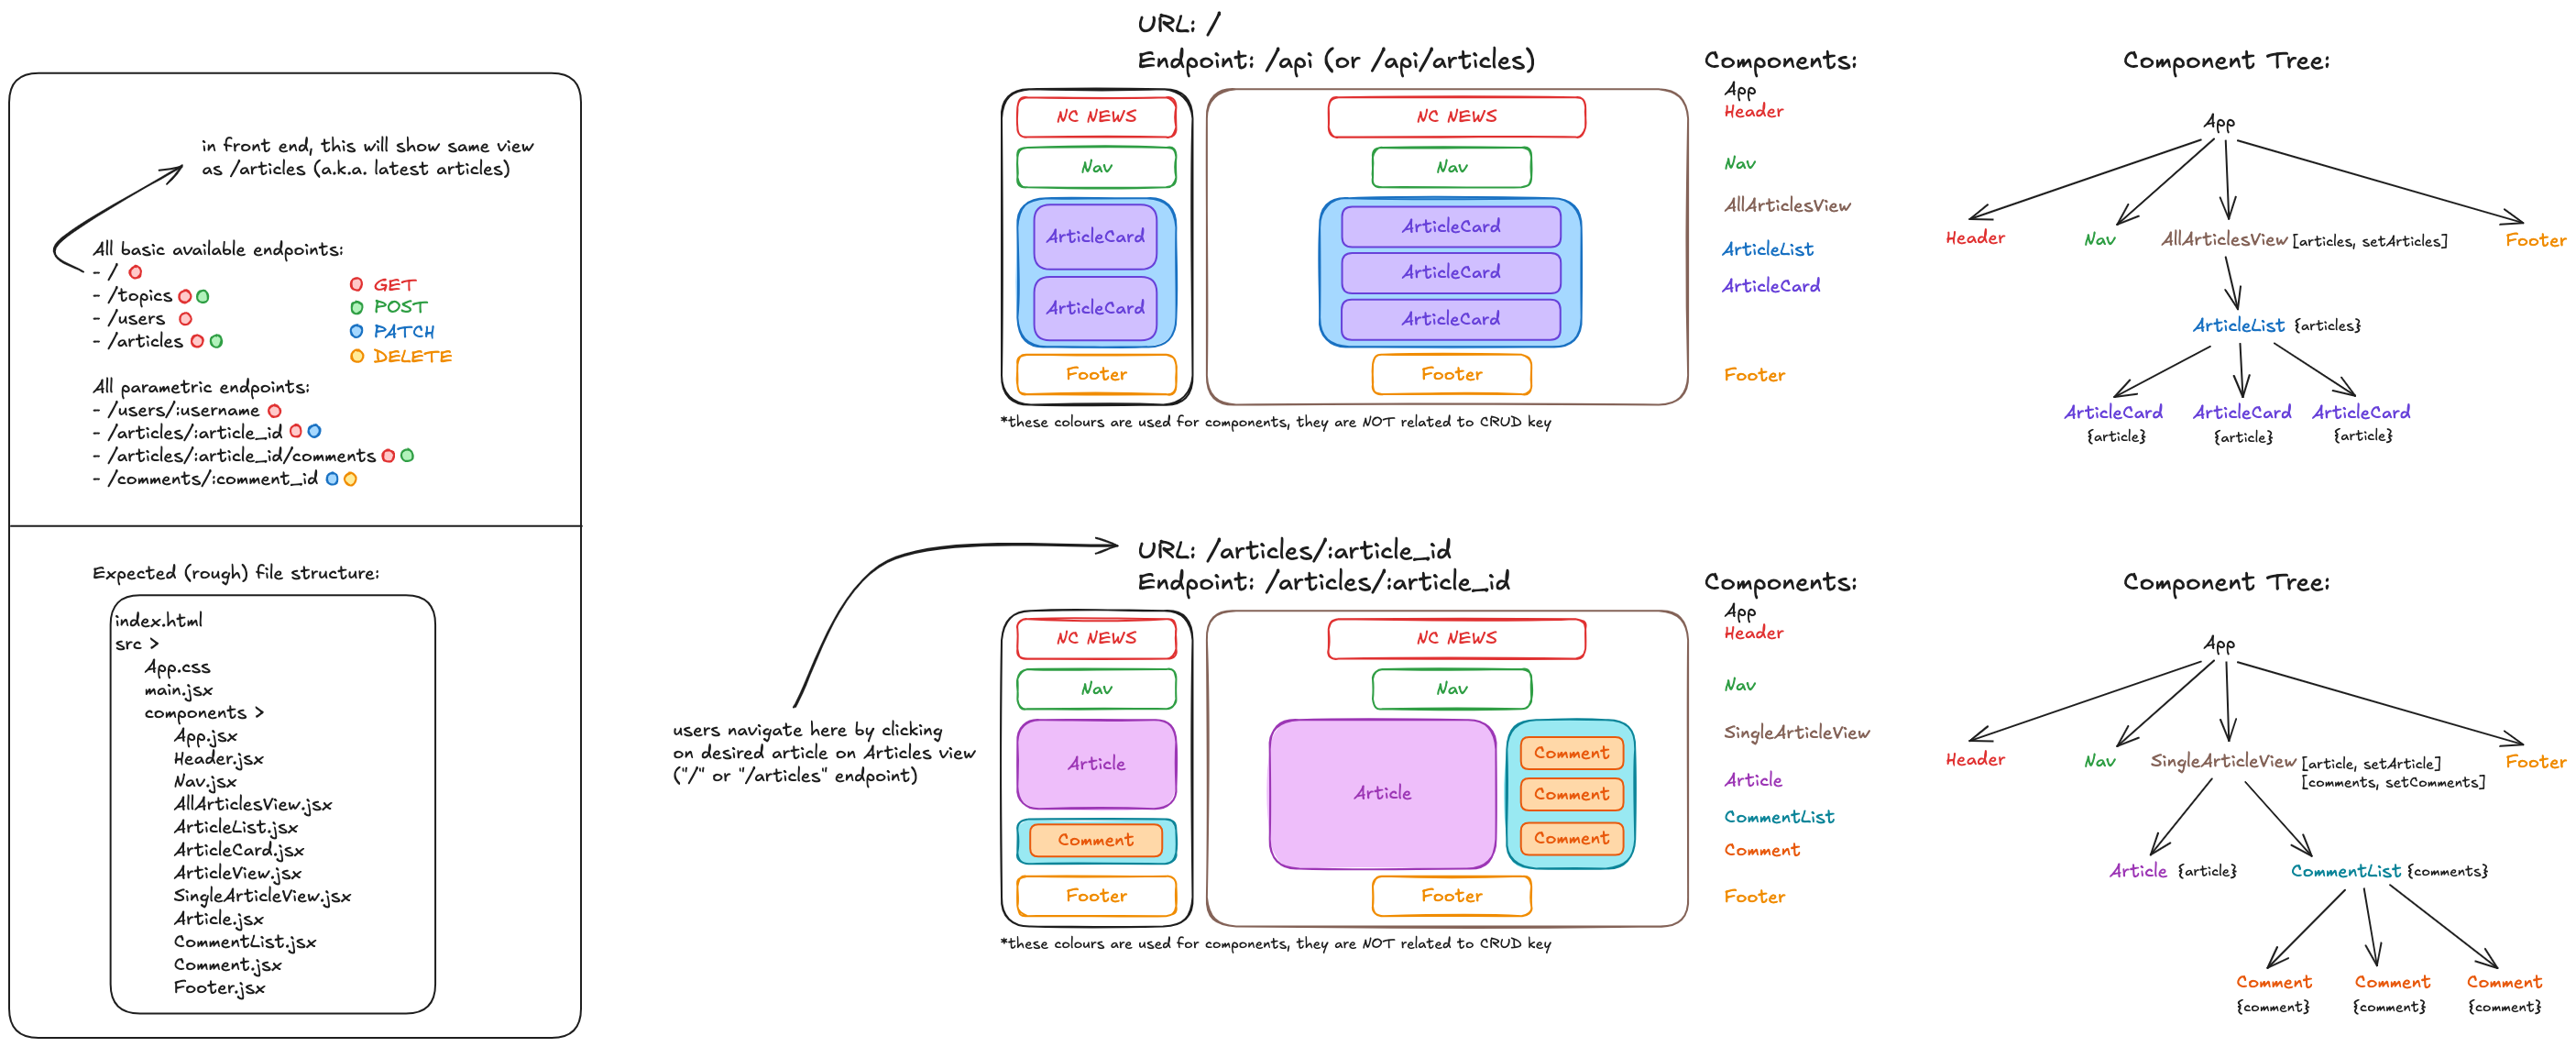 in front end, this will show same view
as /articles (a.k.a. latest articles)
All basic available endpoints:
- /
- /topics
- /users
- /articles
GET
POST
PATCH
DELETE
All parametric endpoints:
- /users/:username
- /articles/:article_id
- /articles/:article_id/comments
- /comments/:comment_id
Expected (rough) file structure:
index.html
src >
App.css
main.jsx
components >
App.jsx
Header.jsx
Nav.jsx
AllArticlesView.jsx
ArticleList.jsx
ArticleCard.jsx
ArticleView.jsx
SingleArticleView.jsx
Article.jsx
CommentList.jsx
Comment.jsx
Footer.jsx
URL: /
Endpoint: /api (or /api/articles)
NC NEWS
Nav
ArticleCard
ArticleCard
Footer
NC NEWS
Nav
ArticleCard
ArticleCard
ArticleCard
Footer
*these colours are used for components, they are NOT related to CRUD key
Components:
App
Header
Nav
AllArticlesView
ArticleList
ArticleCard
Footer
Component Tree:
App
Header
Nav
AllArticlesView [articles, setArticles]
Footer
ArticleList {articles}
ArticleCard
{article}
ArticleCard
{article}
ArticleCard
{article}
users navigate here by clicking
on desired article on Articles view
("/" or "/articles" endpoint)
URL: /articles/:article_id
Endpoint: /articles/:article_id
NC NEWS
Nav
Article
Comment
Footer
NC NEWS
Nav
Article
Comment
Comment
Comment
Footer
*these colours are used for components, they are NOT related to CRUD key
Components:
App
Header
Nav
SingleArticleView
Article
CommentList
Comment
Footer
Component Tree:
App
Header
Nav
SingleArticleView [article, setArticle]
[comments, setComments]
Footer
Article {article}
CommentList {comments}
Comment
{comment}
Comment
{comment}
Comment
{comment}